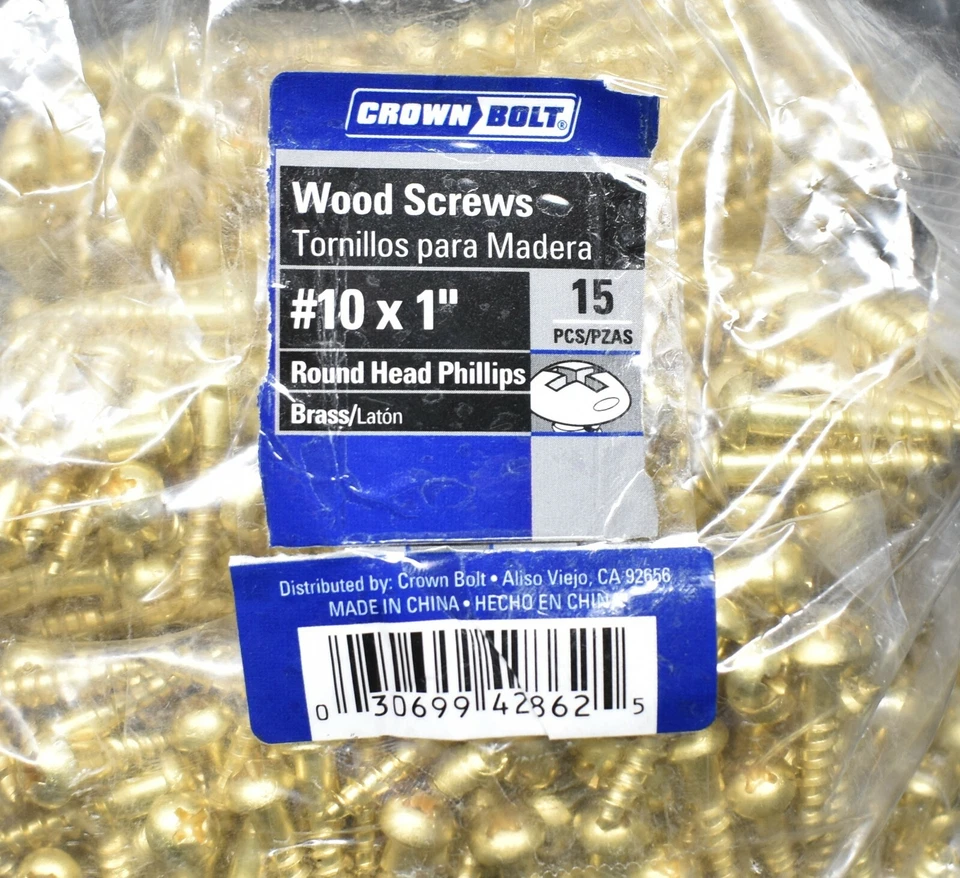 CROWN BOLT®
Wood Screws
Tornillos para Madera
#10 x 1"
15
PCS/PZAS
Round Head Phillips
Brass/Latón
Distributed by: Crown Bolt • Aliso Viejo, CA 92656
MADE IN CHINA • HECHO EN CHINA
0 30699 42862 5